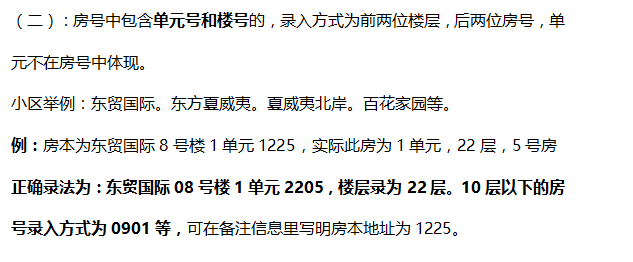 （二）：房号中包含单元号和楼号的，录入方式为前两位楼层，后两位房号，单
元不在房号中体现。
小区举例：东贸国际。东方夏威夷。夏威夷北岸。百花家园等。
例：房本为东贸国际 8 号楼 1 单元 1225，实际此房为 1 单元，22 层，5 号房
正确录法为：东贸国际 08 号楼 1 单元 2205，楼层录为 22 层。10 层以下的房
号录入方式为 0901 等，可在备注信息里写明房本地址为 1225。